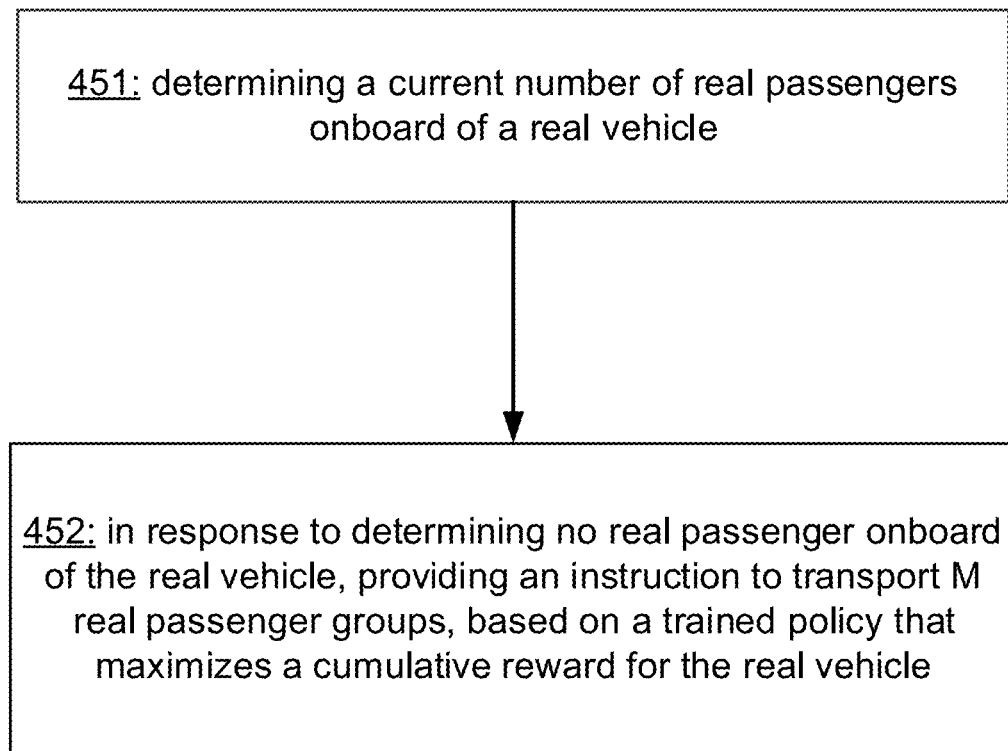 451: determining a current number of real passengers
onboard of a real vehicle
452: in response to determining no real passenger onboard
of the real vehicle, providing an instruction to transport M
real passenger groups, based on a trained policy that
maximizes a cumulative reward for the real vehicle